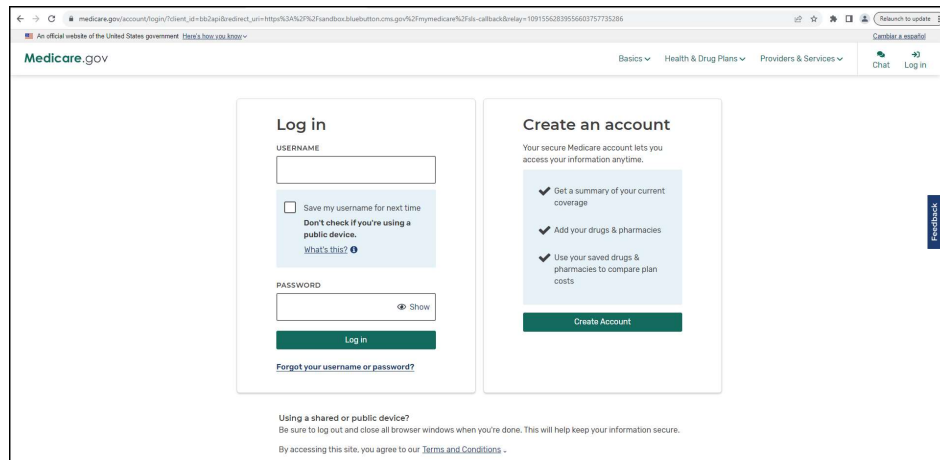 medicare.gov/account/login/?client_id=bb2api&redirect_uri=https%3A%2F%2Fsandbox.bluebutton.cms.gov%2Fmymedicare%2Fsls-callback&relay=10915562839556603757735286
Relaunch to update
An official website of the United States government Here's how you know
Cambiar a español
Medicare.gov
Basics
Health & Drug Plans
Providers & Services
Chat
Log in
Log in
USERNAME
Save my username for next time
Don't check if you're using a
public device.
What's this?
PASSWORD
Show
Log in
Forgot your username or password?
Create an account
Your secure Medicare account lets you
access your information anytime.
Get a summary of your current
coverage
Add your drugs & pharmacies
Use your saved drugs &
pharmacies to compare plan
costs
Create Account
Feedback
Using a shared or public device?
Be sure to log out and close all browser windows when you're done. This will help keep your information secure.
By accessing this site, you agree to our Terms and Conditions .